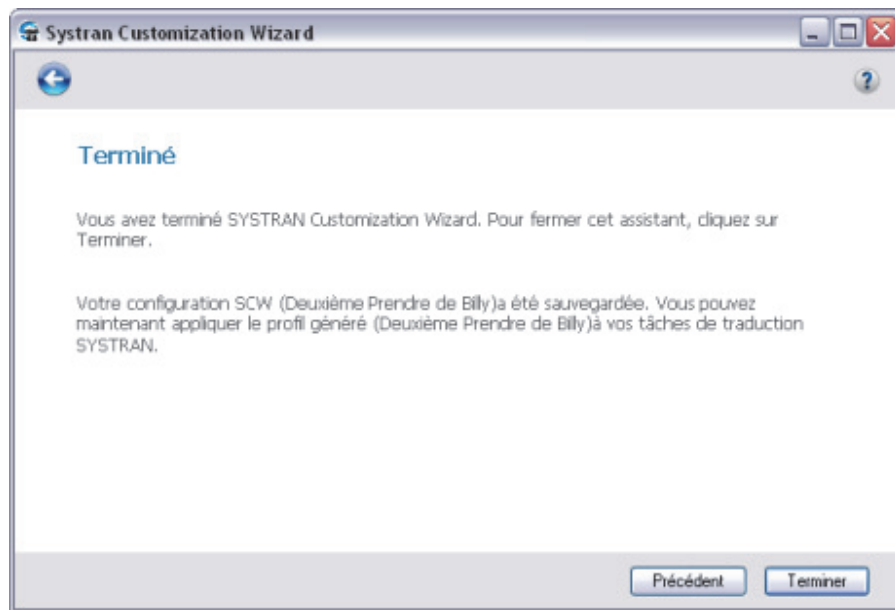 Systran Customization Wizard
Terminé
Vous avez terminé SYSTRAN Customization Wizard. Pour fermer cet assistant, cliquez sur
Terminer.
Votre configuration SCW (Deuxième Prendre de Billy)a été sauvegardée. Vous pouvez
maintenant appliquer le profil généré (Deuxième Prendre de Billy)à vos tâches de traduction
SYSTRAN.
Précédent
Terminer